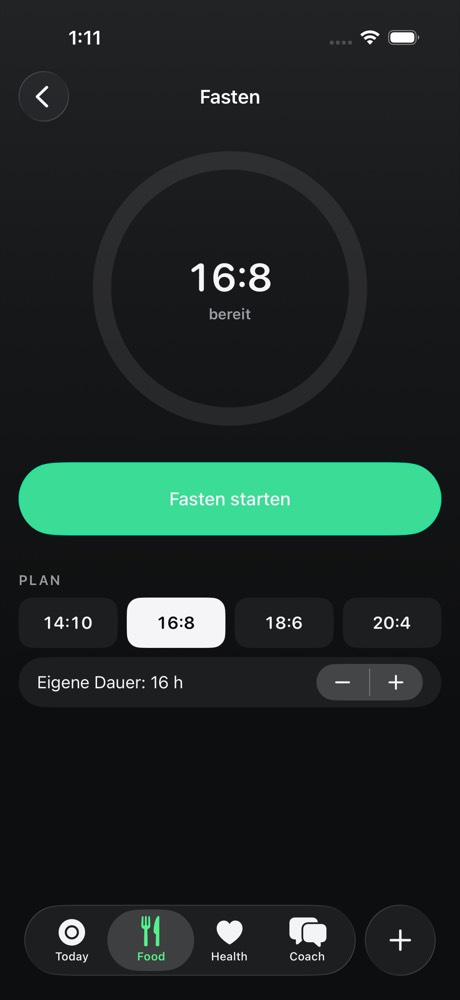 1:11
Fasten
16:8
bereit
Fasten starten
PLAN
14:10 16:8 18:6 20:4
Eigene Dauer: 16 h − +
Today Food Health Coach